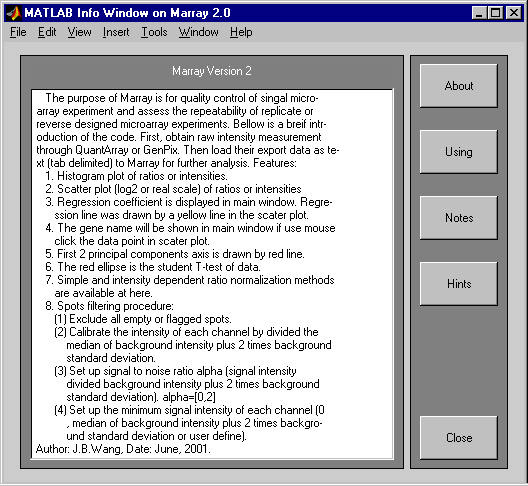 MATLAB Info Window on Marray 2.0
File Edit View Insert Tools Window Help
Marray Version 2
The purpose of Marray is for quality control of singal micro-
array experiment and assess the repeatability of replicate or
reverse designed microarray experiments. Bellow is a breif intr-
oduction of the code. First, obtain raw intensity measurement
through QuantArray or GenPix. Then load their export data as te-
xt (tab delimited) to Marray for further analysis. Features:
1. Histogram plot of ratios or intensities.
2. Scatter plot (log2 or real scale) of ratios or intensities
3. Regression coefficient is displayed in main window. Regre-
ssion line was drawn by a yellow line in the scater plot.
4. The gene name will be shown in main window if use mouse
click the data point in scater plot.
5. First 2 principal components axis is drawn by red line.
6. The red ellipse is the student T-test of data.
7. Simple and intensity dependent ratio normalization methods
are available at here.
8. Spots filtering procedure:
(1) Exclude all empty or flagged spots.
(2) Calibrate the intensity of each channel by divided the
median of background intensity plus 2 times background
standard deviation.
(3) Set up signal to noise ratio alpha (signal intensity
divided background intensity plus 2 times background
standard deviation). alpha=[0,2]
(4) Set up the minimum signal intensity of each channel (0
, median of background intensity plus 2 times backgro-
und standard deviation or user define).
Author: J.B.Wang, Date: June, 2001.
About
Using
Notes
Hints
Close